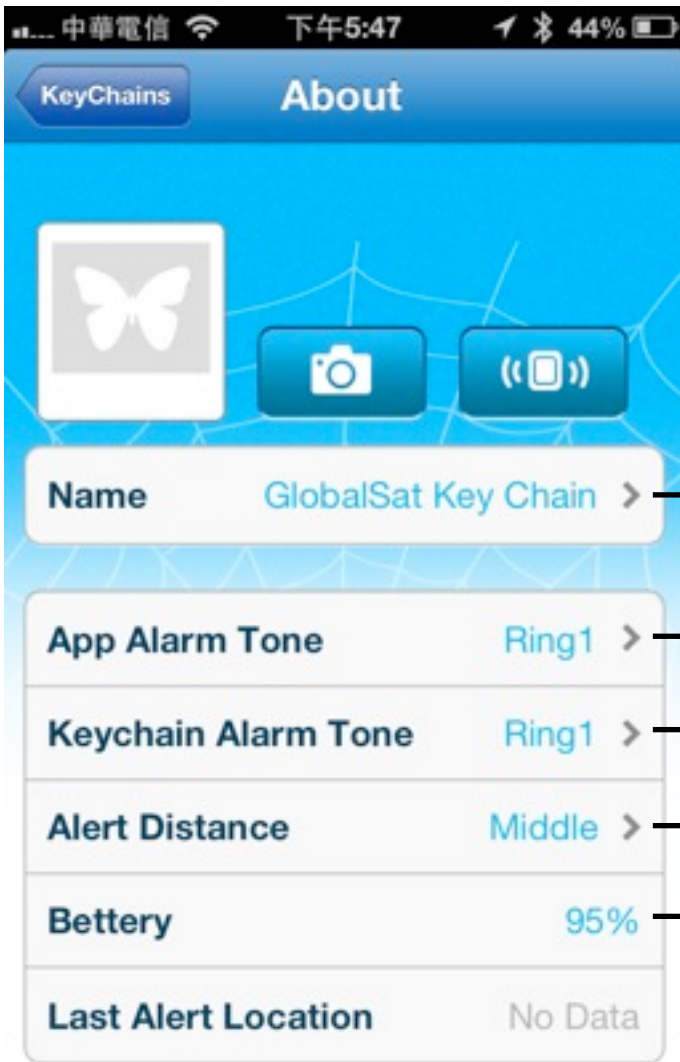 中華電信 下午5:47 44%
KeyChains About
Name GlobalSat Key Chain
App Alarm Tone Ring1
Keychain Alarm Tone Ring1
Alert Distance Middle
Bettery 95%
Last Alert Location No Data